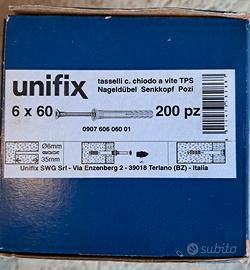 unifix
tasselli c. chiodo a vite TPS
Nageldübel Senkkopf Pozi
6 x 60
200 pz
0907 606 060 01
Ø6mm
35mm
Unifix SWG Srl - Via Enzenberg 2 - 39018 Terlano (BZ) - Italia
subito